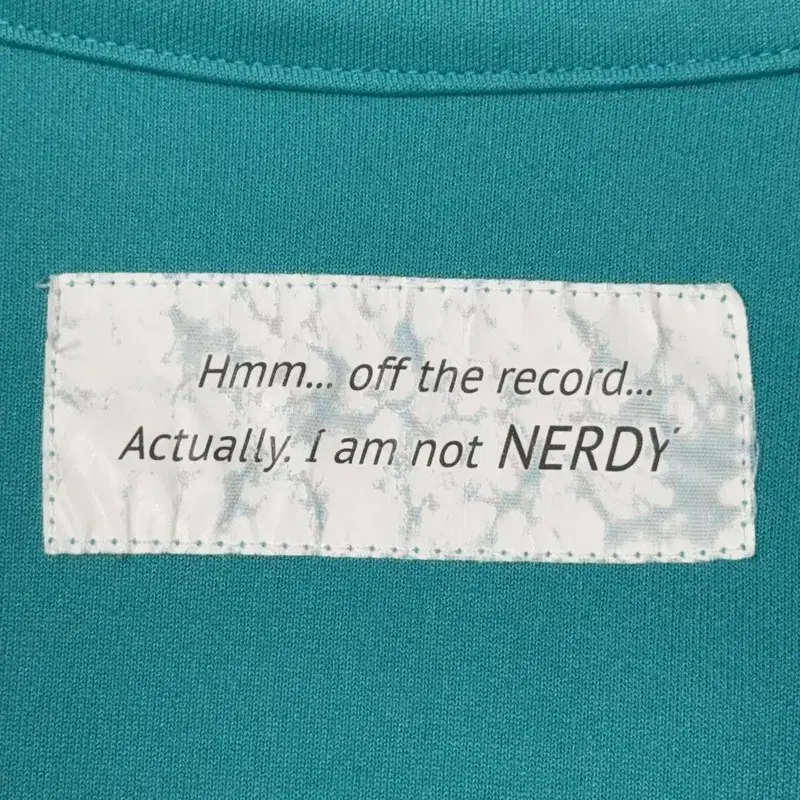 Hmm... off the record...
Actually. I am not NERDY